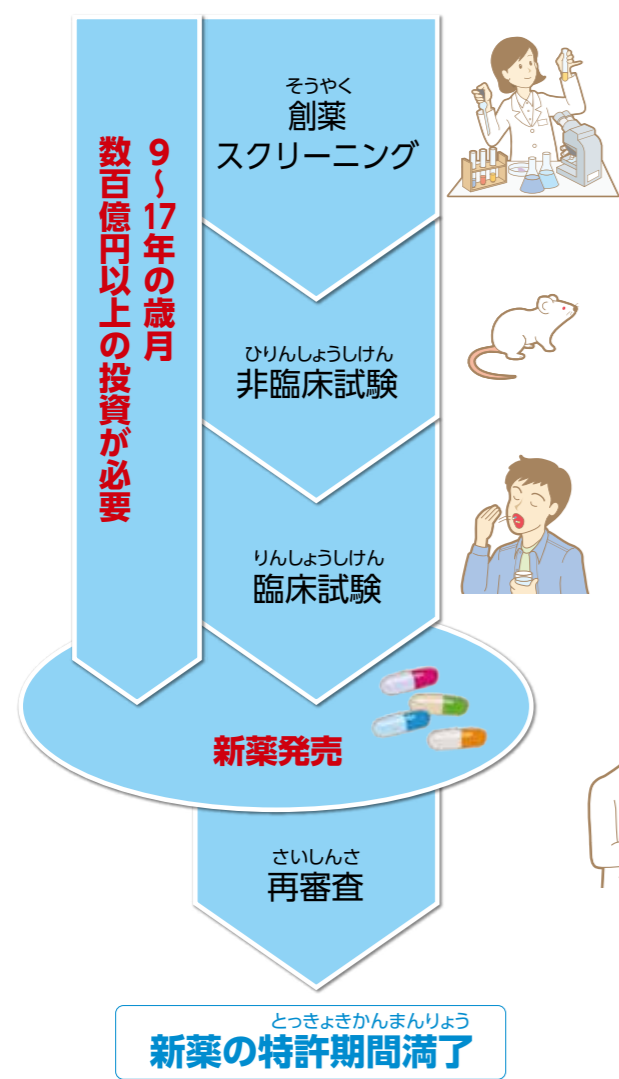 9～17年の歳月
数百億円以上の投資が必要
そうやく
創薬
スクリーニング
ひりんしょうしけん
非臨床試験
りんしょうしけん
臨床試験
新薬発売
さいしんさ
再審査
とっきょきかんまんりょう
新薬の特許期間満了